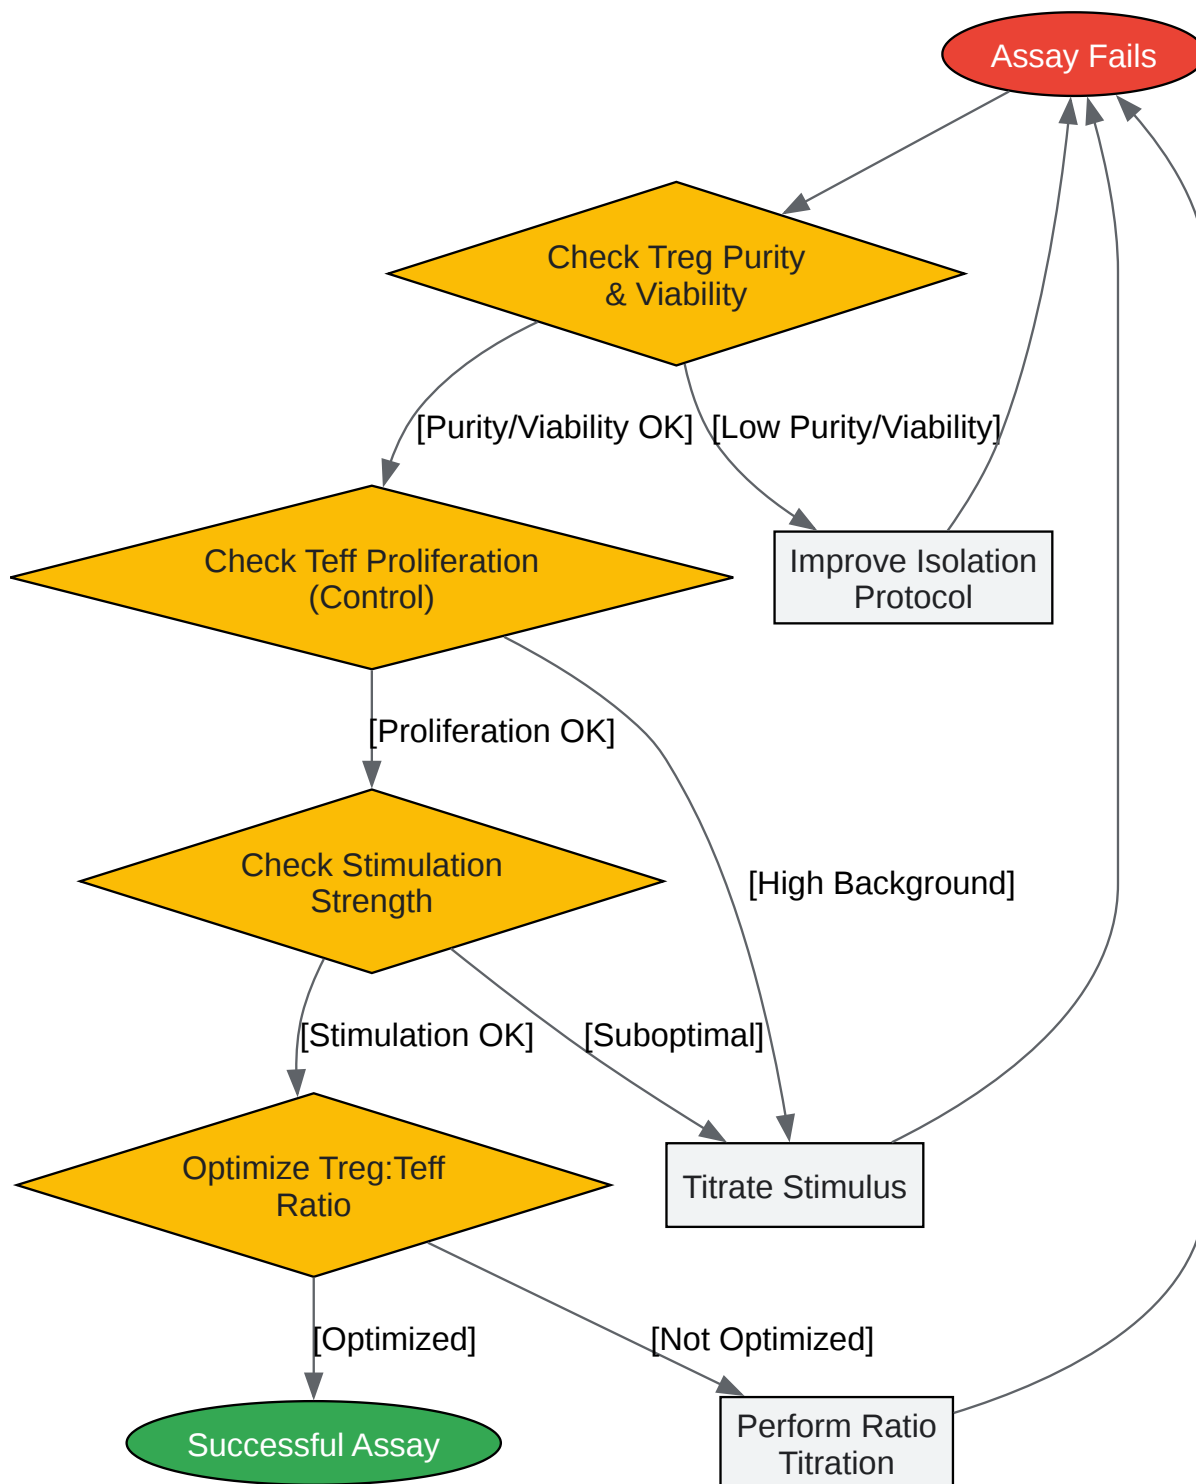 Assay Fails
Check Treg Purity
& Viability
[Purity/Viability OK]
[Low Purity/Viability]
Check Teff Proliferation
(Control)
Improve Isolation
Protocol
[Proliferation OK]
Check Stimulation
Strength
[High Background]
[Stimulation OK]
[Suboptimal]
Optimize Treg:Teff
Ratio
Titrate Stimulus
[Optimized]
[Not Optimized]
Successful Assay
Perform Ratio
Titration